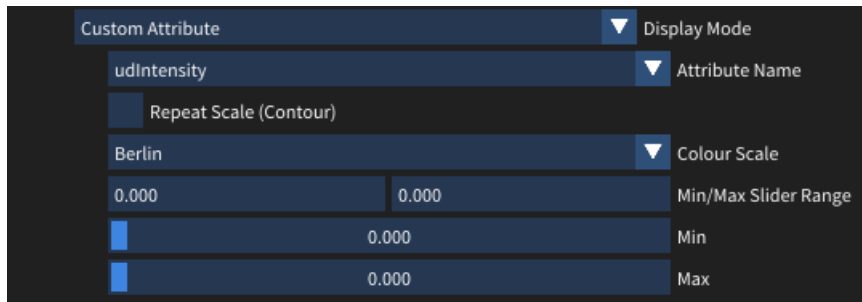 Custom Attribute Display Mode
udIntensity Attribute Name
Repeat Scale (Contour)
Berlin Colour Scale
0.000 0.000 Min/Max Slider Range
0.000 Min
0.000 Max